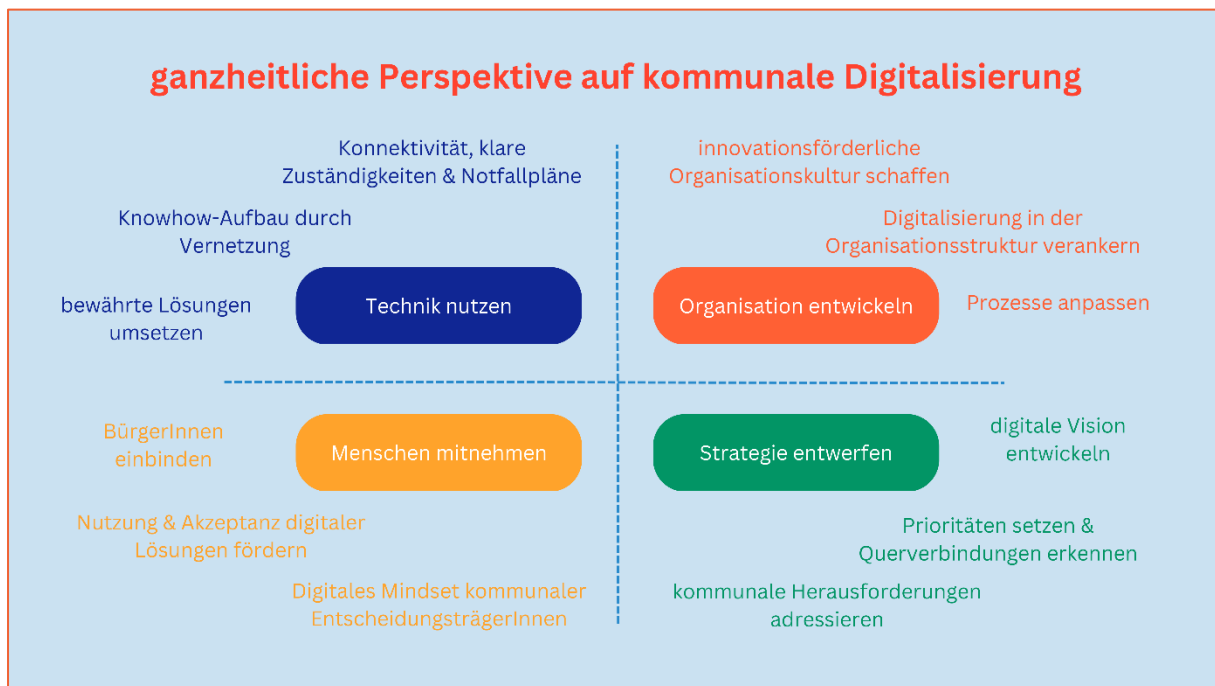 ganzheitliche Perspektive auf kommunale Digitalisierung
Konnektivität, klare
Zuständigkeiten & Notfallpläne
Knowhow-Aufbau durch
Vernetzung
bewährte Lösungen
umsetzen
Technik nutzen
innovationsförderliche
Organisationskultur schaffen
Digitalisierung in der
Organisationsstruktur verankern
Organisation entwickeln
Prozesse anpassen
BürgerInnen
einbinden
Menschen mitnehmen
Nutzung & Akzeptanz digitaler
Lösungen fördern
Digitales Mindset kommunaler
EntscheidungsträgerInnen
Strategie entwerfen
digitale Vision
entwickeln
Prioritäten setzen &
Querverbindungen erkennen
kommunale Herausforderungen
adressieren